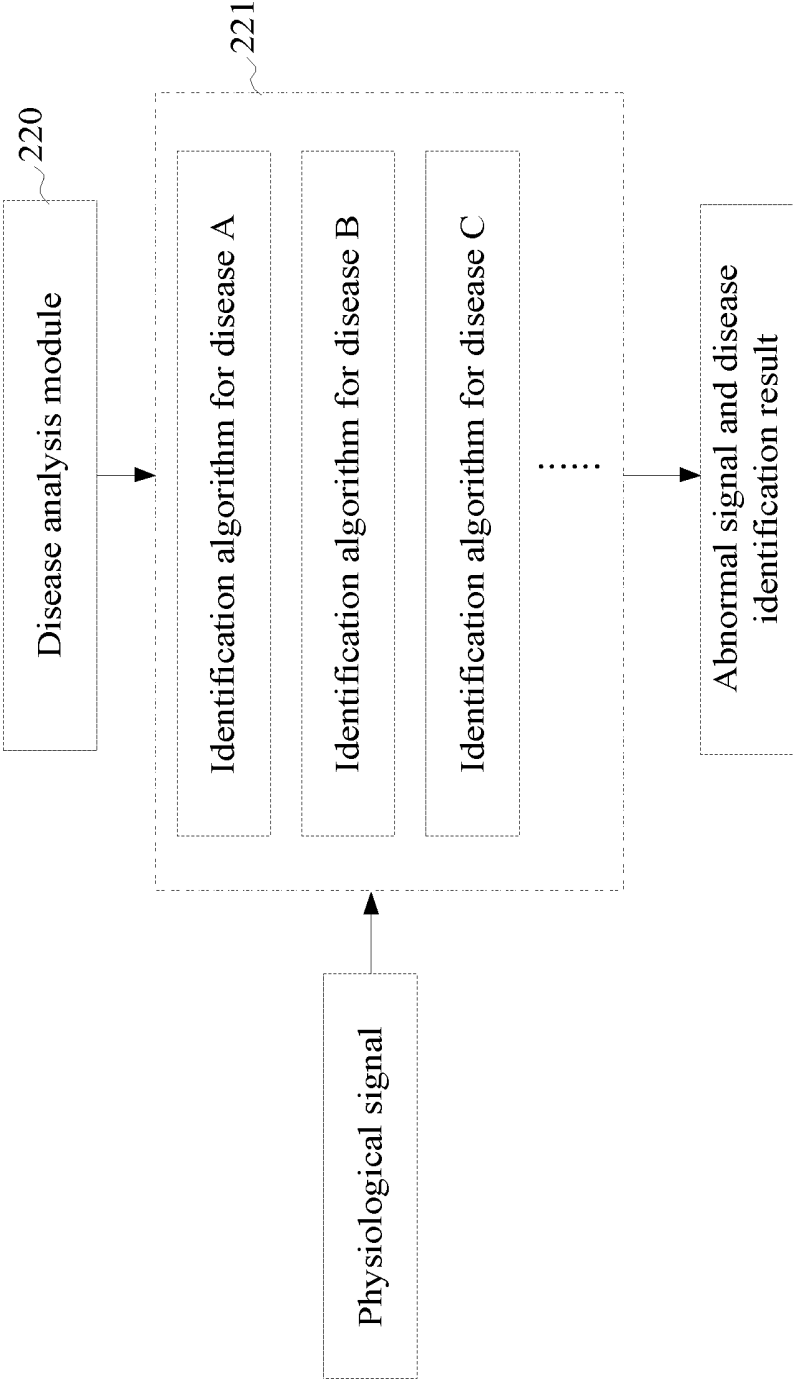 220
Disease analysis module
221
Identification algorithm for disease A
Identification algorithm for disease B
Identification algorithm for disease C
......
Physiological signal
Abnormal signal and disease
identification result